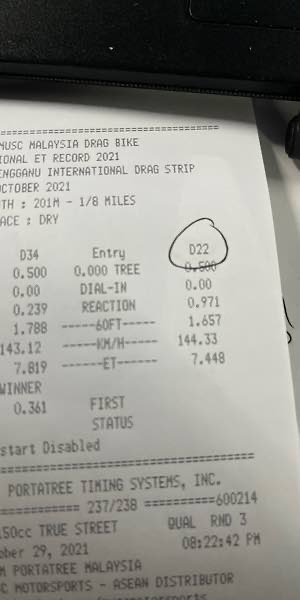 MUSC MALAYSIA DRAG BIKE
IONAL ET RECORD 2021
ENGGANU INTERNATIONAL DRAG STRIP
OCTOBER 2021
TH : 201M - 1/8 MILES
ACE : DRY
D34 Entry D22
0.500 0.000 TREE 0.500
0.00 DIAL-IN 0.00
0.239 REACTION 0.971
1.788 ------60FT------ 1.657
143.12 ------KM/H------ 144.33
7.819 ------ET------ 7.448
WINNER
0.361 FIRST
STATUS
start Disabled
PORTATREE TIMING SYSTEMS, INC.
=========== 237/238 ==========600214
150cc TRUE STREET QUAL RND 3
ober 29, 2021 08:22:42 PM
M PORTATREE MALAYSIA
C MOTORSPORTS - ASEAN DISTRIBUTOR